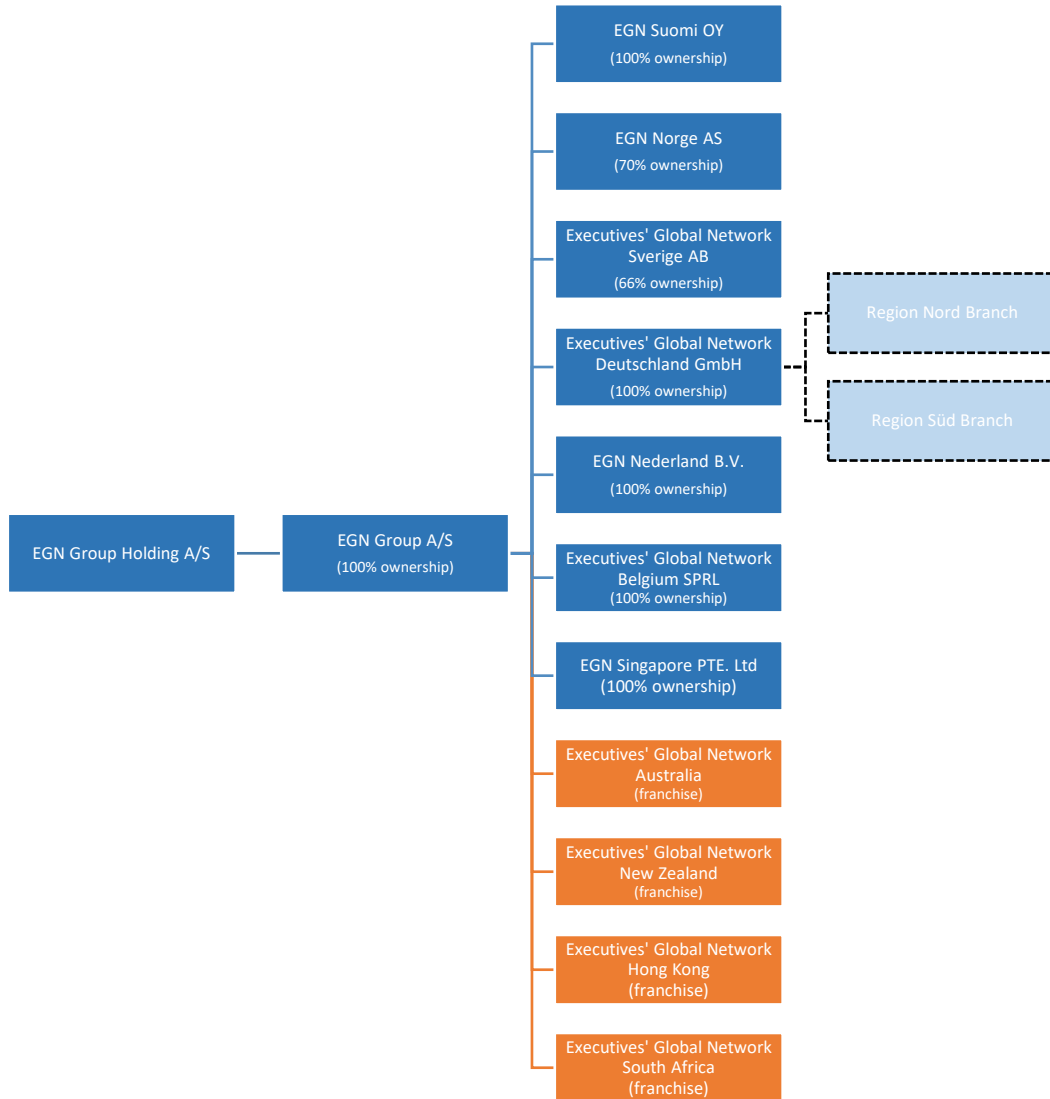 EGN Suomi OY
(100% ownership)
EGN Norge AS
(70% ownership)
Executives' Global Network
Sverige AB
(66% ownership)
Region Nord Branch
Executives' Global Network
Deutschland GmbH
(100% ownership)
Region Süd Branch
EGN Nederland B.V.
(100% ownership)
EGN Group Holding A/S
EGN Group A/S
(100% ownership)
Executives' Global Network
Belgium SPRL
(100% ownership)
EGN Singapore PTE. Ltd
(100% ownership)
Executives' Global Network
Australia
(franchise)
Executives' Global Network
New Zealand
(franchise)
Executives' Global Network
Hong Kong
(franchise)
Executives' Global Network
South Africa
(franchise)